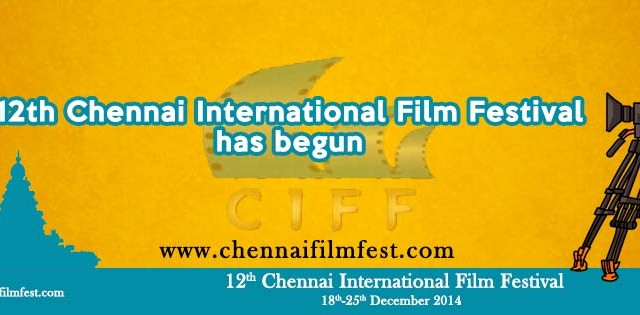 12th Chennai International Film Festival
has begun
CIFF
www.chennaifilmfest.com
12th Chennai International Film Festival
filmfest.com
18th-25th December 2014